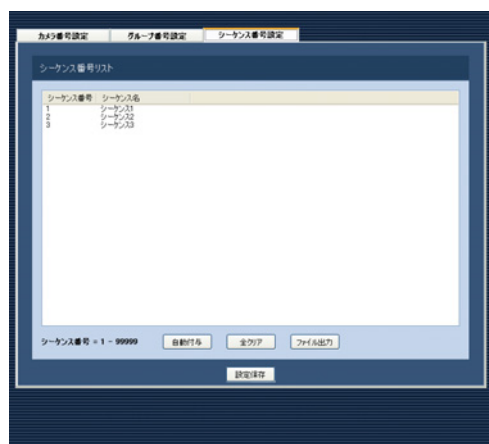 カメラ番号設定 グループ番号設定 シーケンス番号設定
シーケンス番号リスト
シーケンス番号 シーケンス名
1 シーケンス1
2 シーケンス2
3 シーケンス3
シーケンス番号 = 1 - 99999 自動付与 全クリア ファイル出力
設定保存